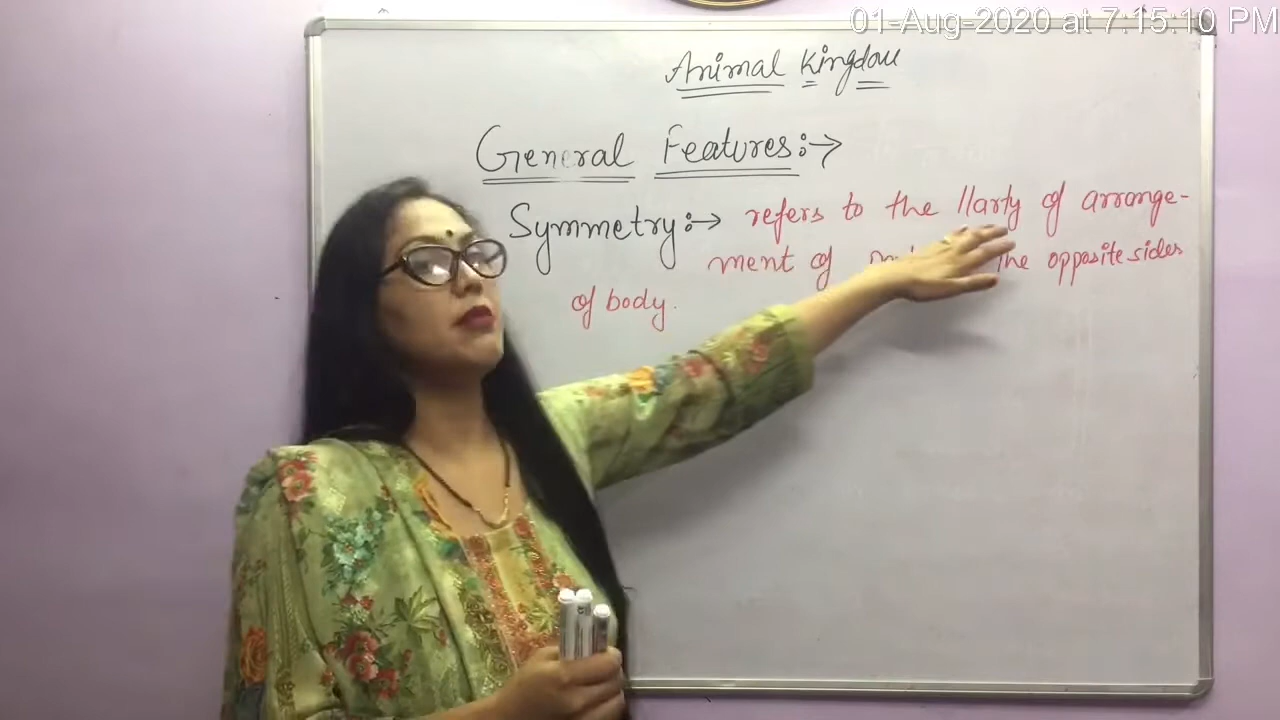 01-Aug-2020 at 7:15:10 PM
Animal Kingdom
General Features:→
Symmetry:→ refers to the llarty of arrange-
ment of the opposite sides
of body.